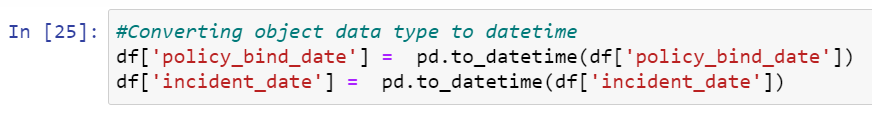 In [25]: #Converting object data type to datetime
df['policy_bind_date'] =  pd.to_datetime(df['policy_bind_date'])
df['incident_date'] =  pd.to_datetime(df['incident_date'])